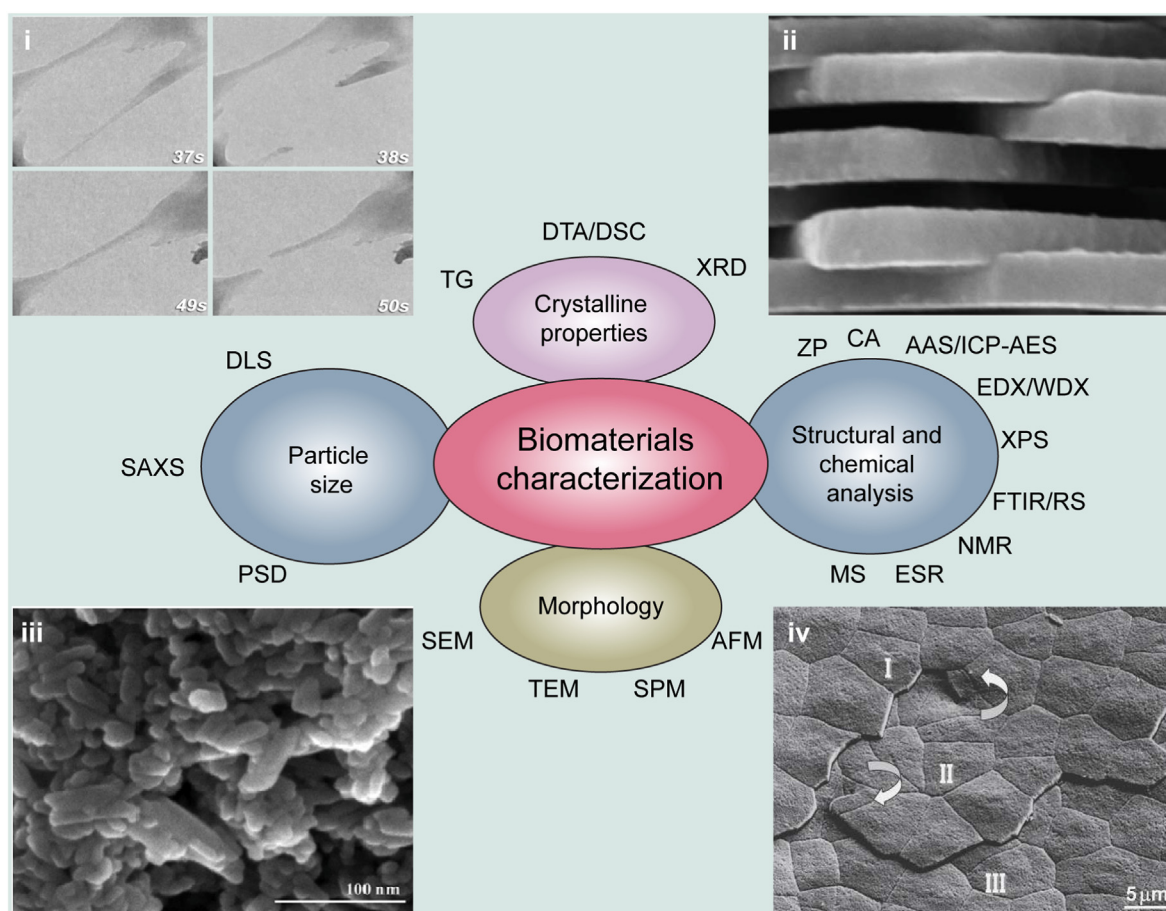 i
37s
38s
49s
50s
ii
DTA/DSC
TG
XRD
Crystalline
properties
ZP
CA
AAS/ICP-AES
EDX/WDX
XPS
FTIR/RS
NMR
ESR
MS
Structural and
chemical
analysis
DLS
SAXS
PSD
Particle
size
Biomaterials
characterization
Morphology
SEM
TEM
SPM
AFM
iii
100 nm
iv
I
II
III
5 µm